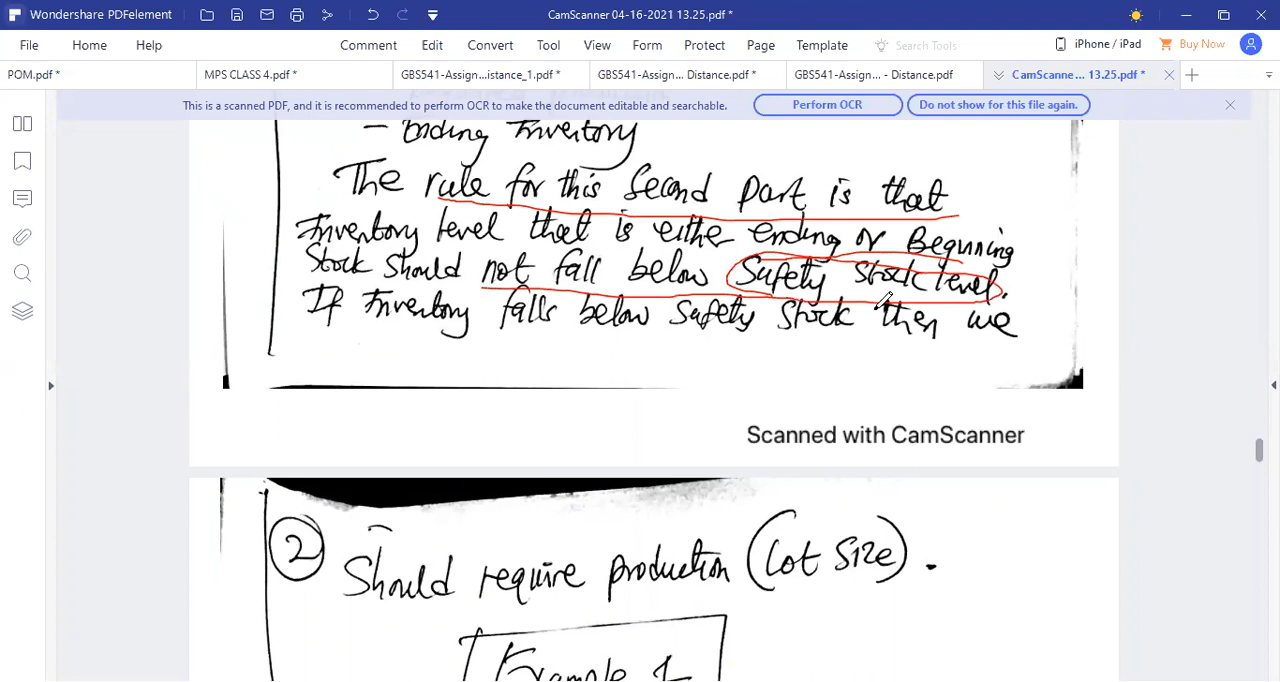 Wondershare PDFelement
CamScanner 04-16-2021 13.25.pdf *
File Home Help Comment Edit Convert Tool View Form Protect Page Template Search Tools iPhone / iPad Buy Now
POM.pdf * MPS CLASS 4.pdf * GBS541-Assign...istance_1.pdf * GBS541-Assign... Distance.pdf * GBS541-Assign... - Distance.pdf CamScanne... 13.25.pdf *
This is a scanned PDF, and it is recommended to perform OCR to make the document editable and searchable. Perform OCR Do not show for this file again.
- Ending Inventory
The rule for this Second Part is that
Inventory level that is either ending or Beginning
Stock should not fall below Safety Stock level.
If Inventory falls below Safety Stock then we
Scanned with CamScanner
2 Should require production (Lot Size).
Example 1